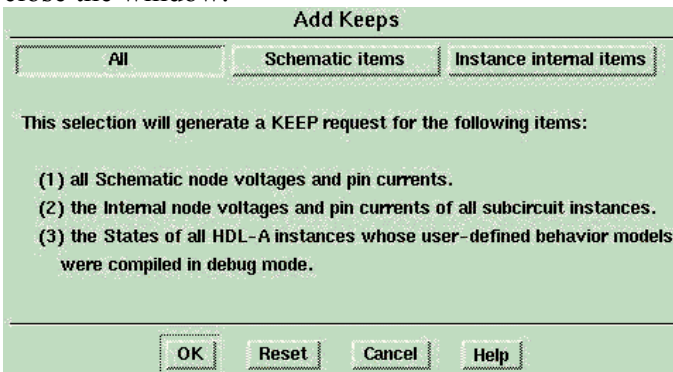 close the window.
Add Keeps
All Schematic items Instance internal items
This selection will generate a KEEP request for the following items:
(1) all Schematic node voltages and pin currents.
(2) the Internal node voltages and pin currents of all subcircuit instances.
(3) the States of all HDL-A instances whose user-defined behavior models
were compiled in debug mode.
OK Reset Cancel Help